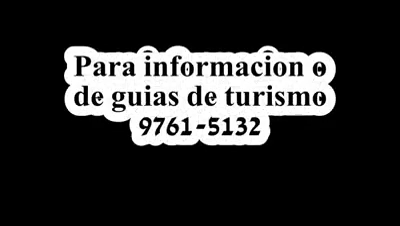 Para informacion o
de guias de turismo
9761-5132